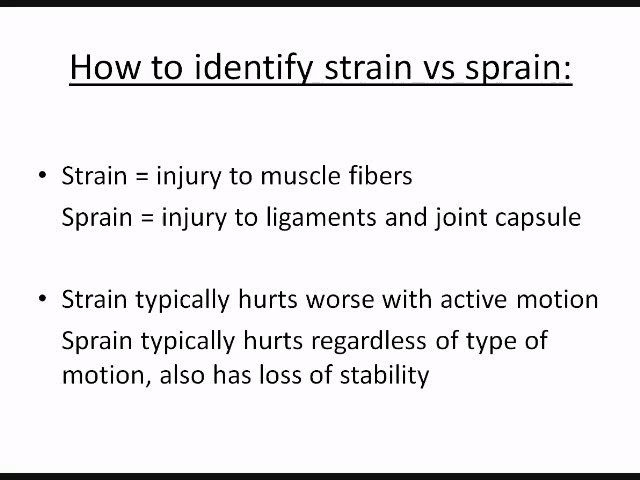 How to identify strain vs sprain:
• Strain = injury to muscle fibers
Sprain = injury to ligaments and joint capsule
• Strain typically hurts worse with active motion
Sprain typically hurts regardless of type of
motion, also has loss of stability